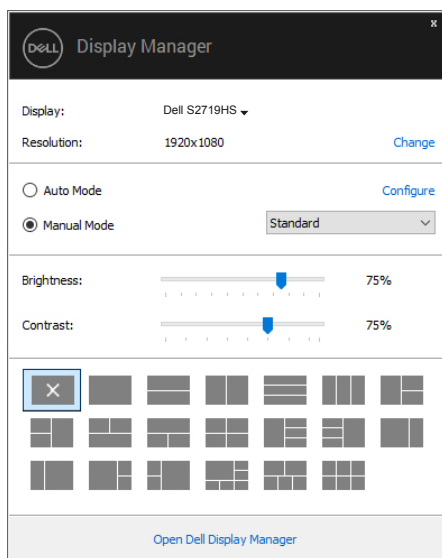 x
DELL Display Manager
Display: Dell S2719HS
Resolution: 1920x1080 Change
Auto Mode Configure
Manual Mode Standard
Brightness: 75%
Contrast: 75%
Open Dell Display Manager